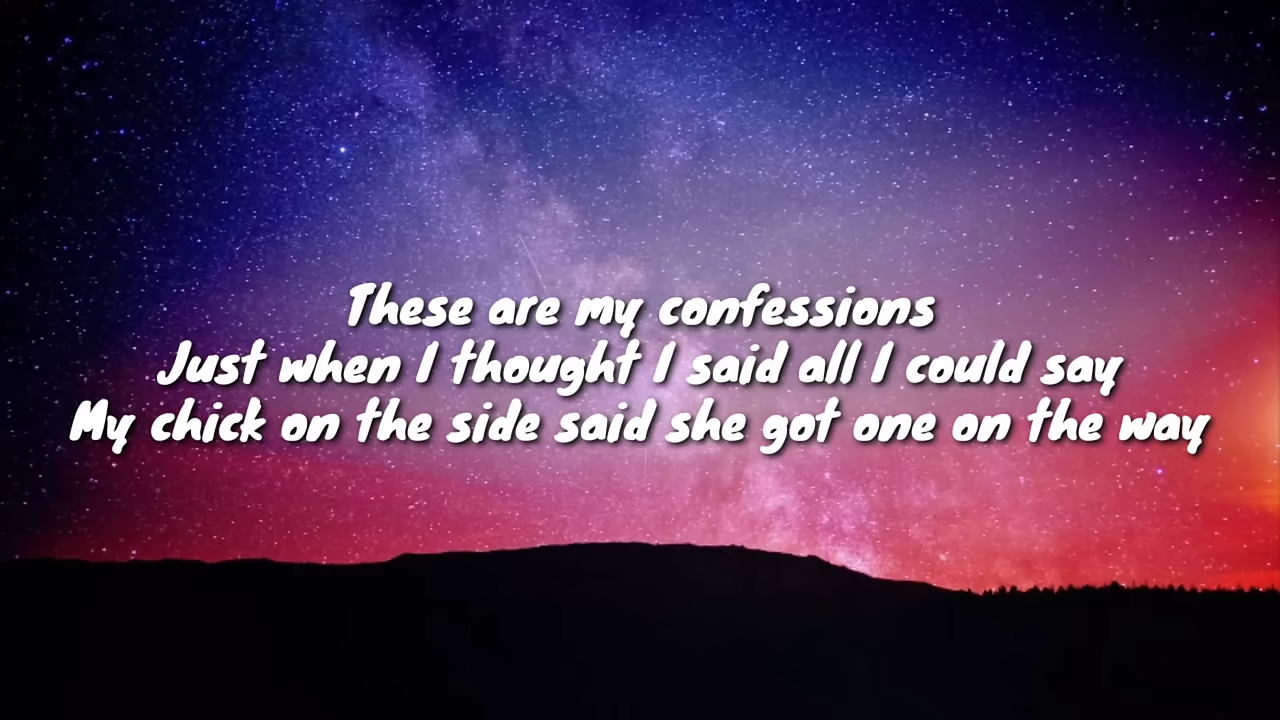 These are my confessions
Just when I thought I said all I could say
My chick on the side said she got one on the way